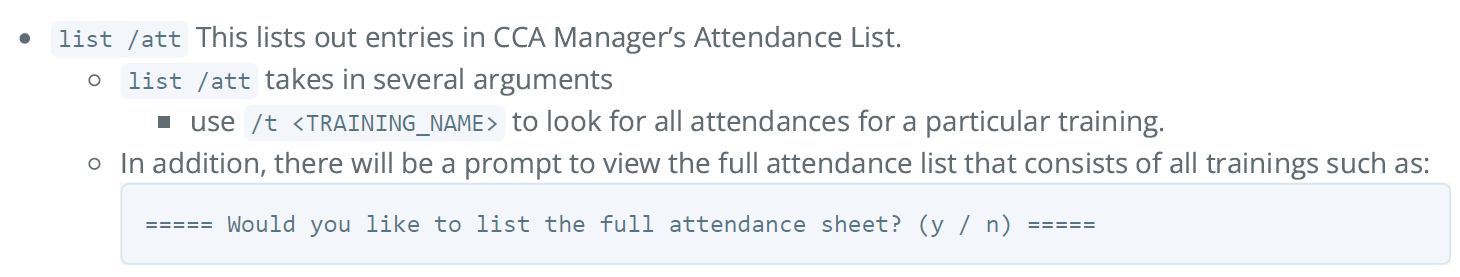 list /att This lists out entries in CCA Manager’s Attendance List.
list /att takes in several arguments
use /t <TRAINING_NAME> to look for all attendances for a particular training.
In addition, there will be a prompt to view the full attendance list that consists of all trainings such as:
===== Would you like to list the full attendance sheet? (y / n) =====